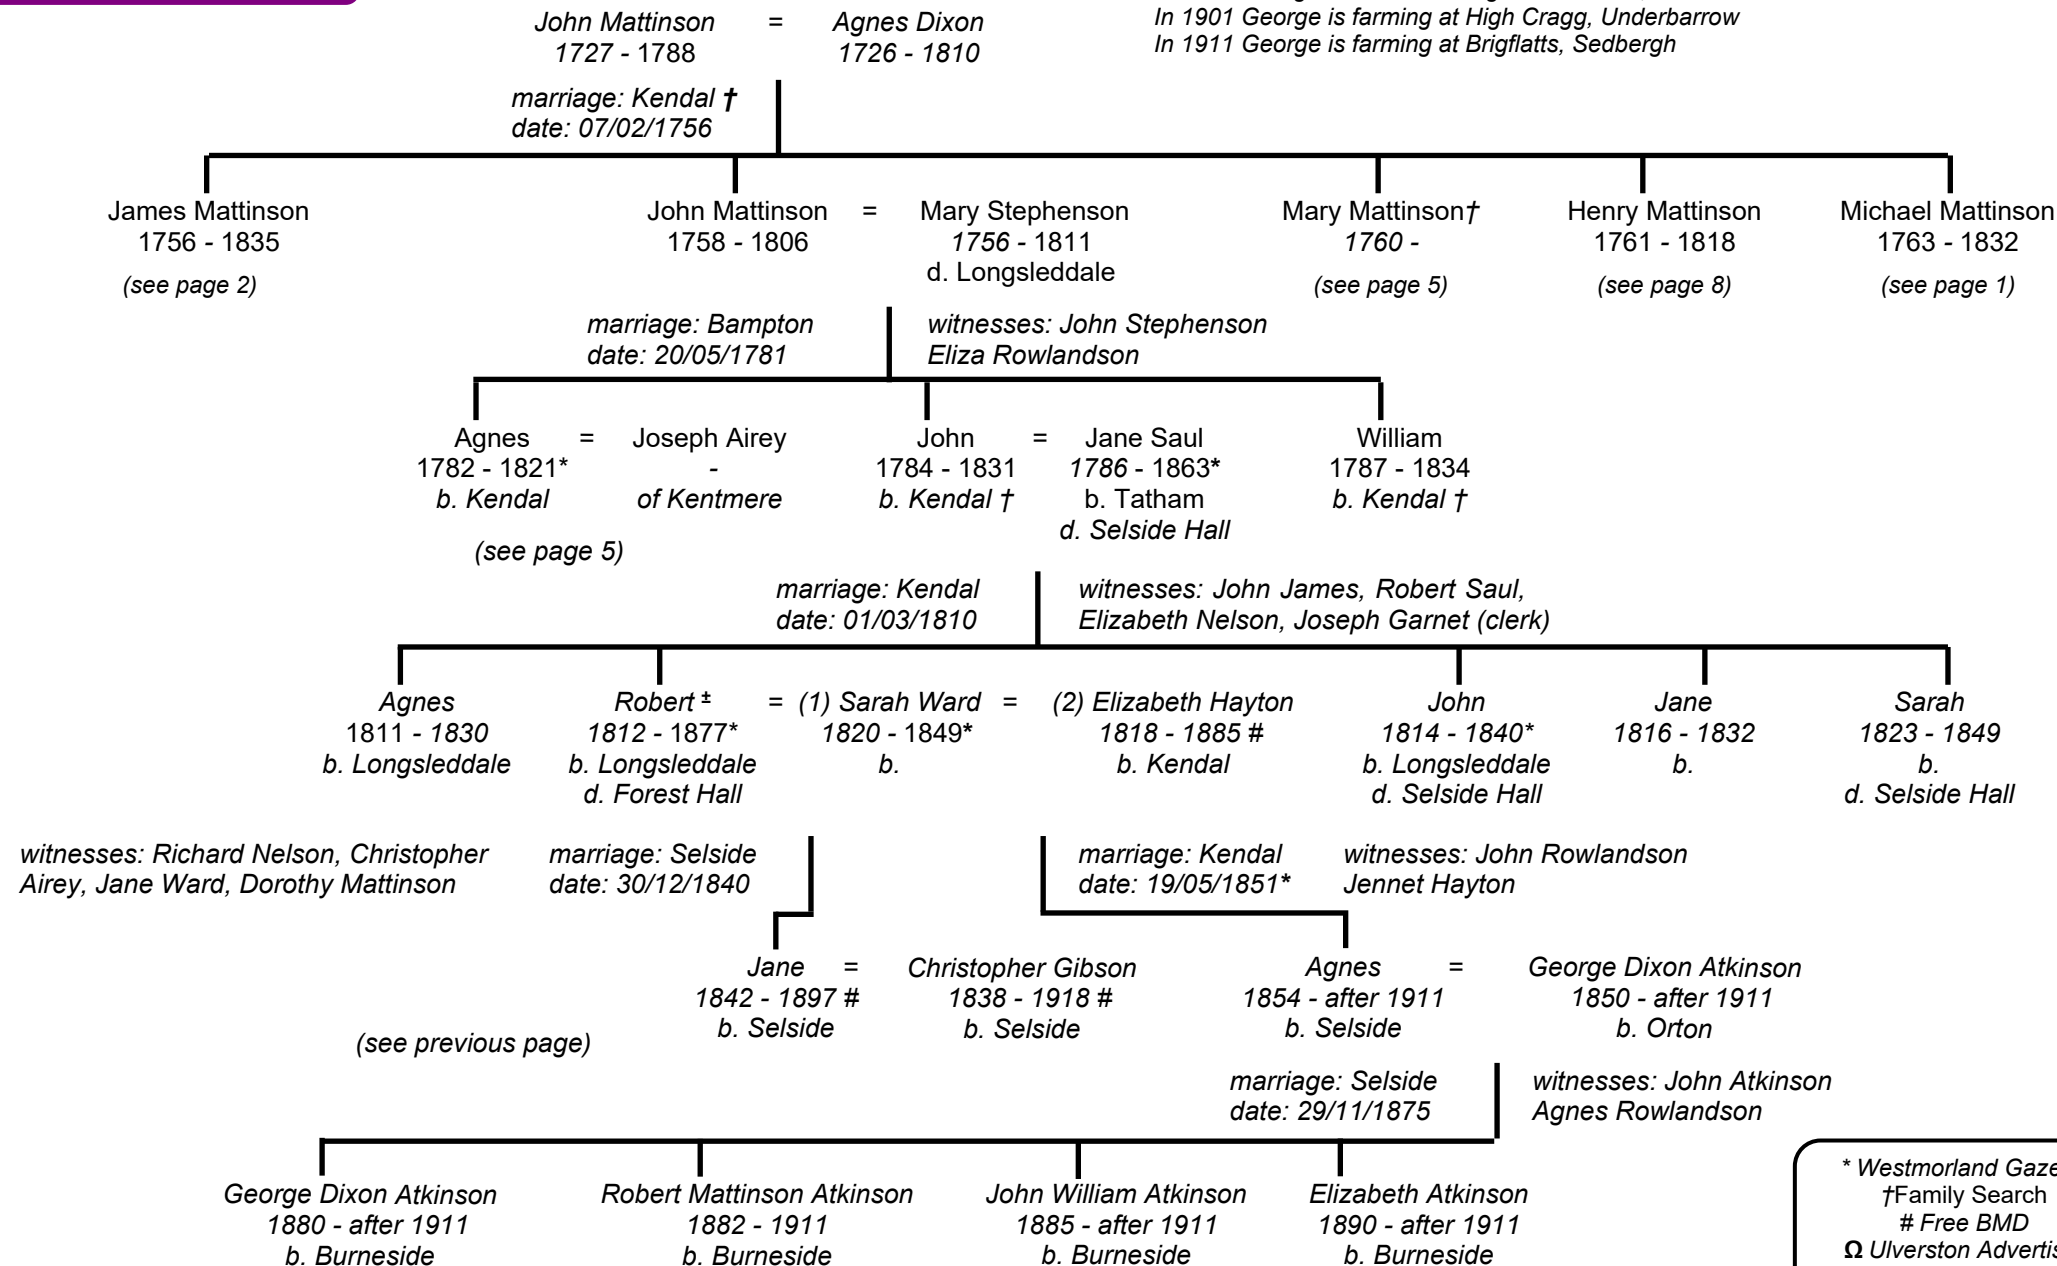 John Mattinson = Agnes Dixon
1727 - 1788 1726 - 1810
In 1901 George is farming at High Cragg, Underbarrow
In 1911 George is farming at Brigflatts, Sedbergh
marriage: Kendal †
date: 07/02/1756
James Mattinson
1756 - 1835
(see page 2)
John Mattinson = Mary Stephenson
1758 - 1806 1756 - 1811
d. Longsleddale
Mary Mattinson†
1760 -
(see page 5)
Henry Mattinson
1761 - 1818
(see page 8)
Michael Mattinson
1763 - 1832
(see page 1)
marriage: Bampton
date: 20/05/1781
witnesses: John Stephenson
Eliza Rowlandson
Agnes = Joseph Airey
1782 - 1821* -
b. Kendal of Kentmere
(see page 5)
John = Jane Saul
1784 - 1831 1786 - 1863*
b. Kendal † b. Tatham
d. Selside Hall
William
1787 - 1834
b. Kendal †
marriage: Kendal
date: 01/03/1810
witnesses: John James, Robert Saul,
Elizabeth Nelson, Joseph Garnet (clerk)
Agnes
1811 - 1830
b. Longsleddale
Robert ± = (1) Sarah Ward = (2) Elizabeth Hayton
1812 - 1877* 1820 - 1849* 1818 - 1885 #
b. Longsleddale b. b. Kendal
d. Forest Hall
John
1814 - 1840*
b. Longsleddale
d. Selside Hall
Jane
1816 - 1832
b.
Sarah
1823 - 1849
b.
d. Selside Hall
witnesses: Richard Nelson, Christopher
Airey, Jane Ward, Dorothy Mattinson
marriage: Selside
date: 30/12/1840
marriage: Kendal
date: 19/05/1851*
witnesses: John Rowlandson
Jennet Hayton
Jane = Christopher Gibson
1842 - 1897 # 1838 - 1918 #
b. Selside b. Selside
(see previous page)
Agnes = George Dixon Atkinson
1854 - after 1911 1850 - after 1911
b. Selside b. Orton
marriage: Selside
date: 29/11/1875
witnesses: John Atkinson
Agnes Rowlandson
George Dixon Atkinson
1880 - after 1911
b. Burneside
Robert Mattinson Atkinson
1882 - 1911
b. Burneside
John William Atkinson
1885 - after 1911
b. Burneside
Elizabeth Atkinson
1890 - after 1911
b. Burneside
* Westmorland
†Family Search
# Free BMD
Ω Ulverston